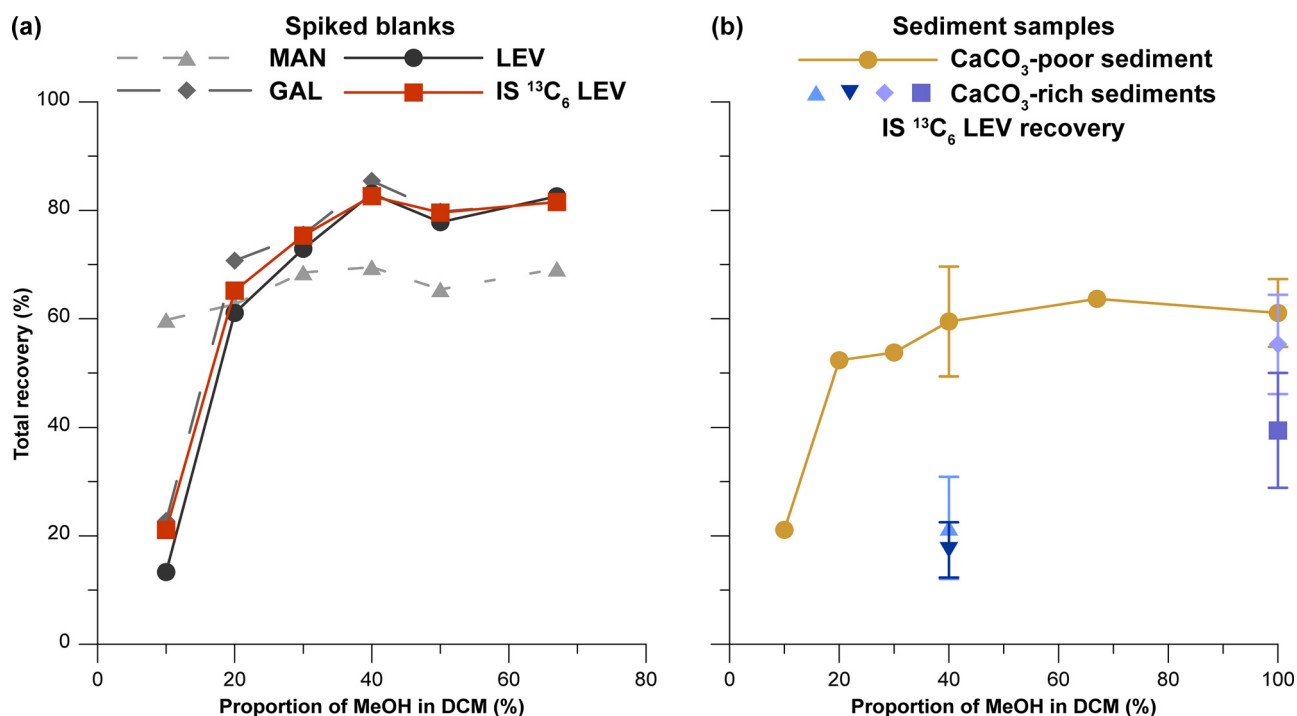 (a)
Spiked blanks
MAN
LEV
GAL
IS ¹³C₆ LEV
100
80
60
40
20
0
Total recovery (%)
0
20
40
60
80
Proportion of MeOH in DCM (%)
(b)
Sediment samples
CaCO₃-poor sediment
CaCO₃-rich sediments
IS ¹³C₆ LEV recovery
0
20
40
60
80
100
Proportion of MeOH in DCM (%)